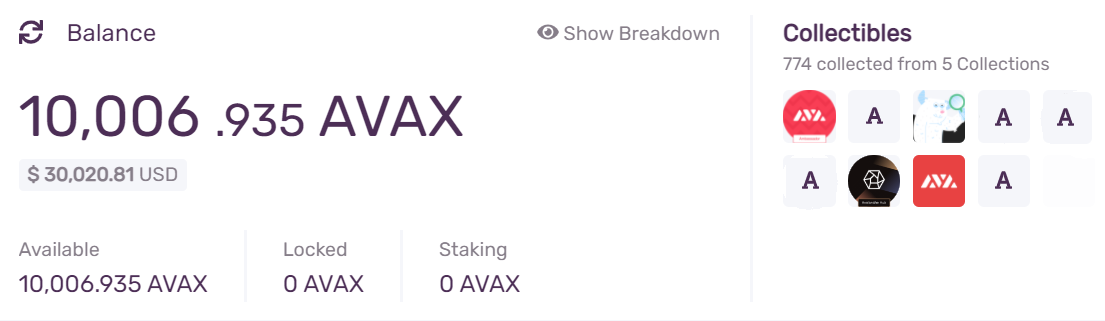 Balance
Show Breakdown
10,006 .935 AVAX
$ 30,020.81 USD
Available
10,006.935 AVAX
Locked
0 AVAX
Staking
0 AVAX
Collectibles
774 collected from 5 Collections
A
A
A
A
A